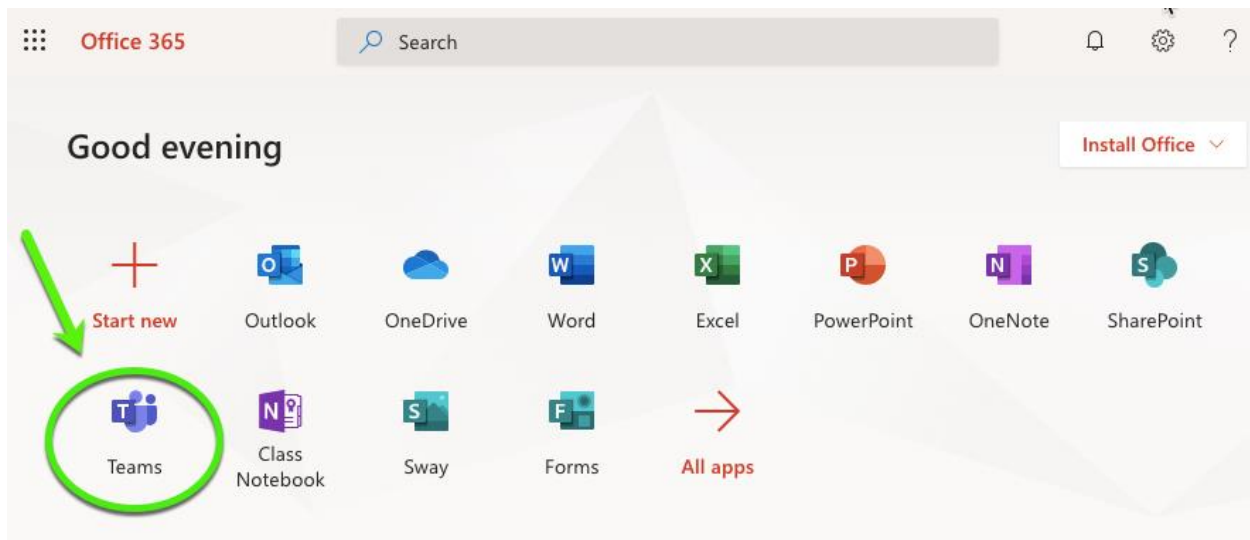 Office 365
Search
?
Good evening
Install Office
Start new
O
Outlook
OneDrive
W
Word
X
Excel
P
PowerPoint
N
OneNote
S
SharePoint
T
Teams
N
Class
Notebook
S
Sway
F
Forms
All apps